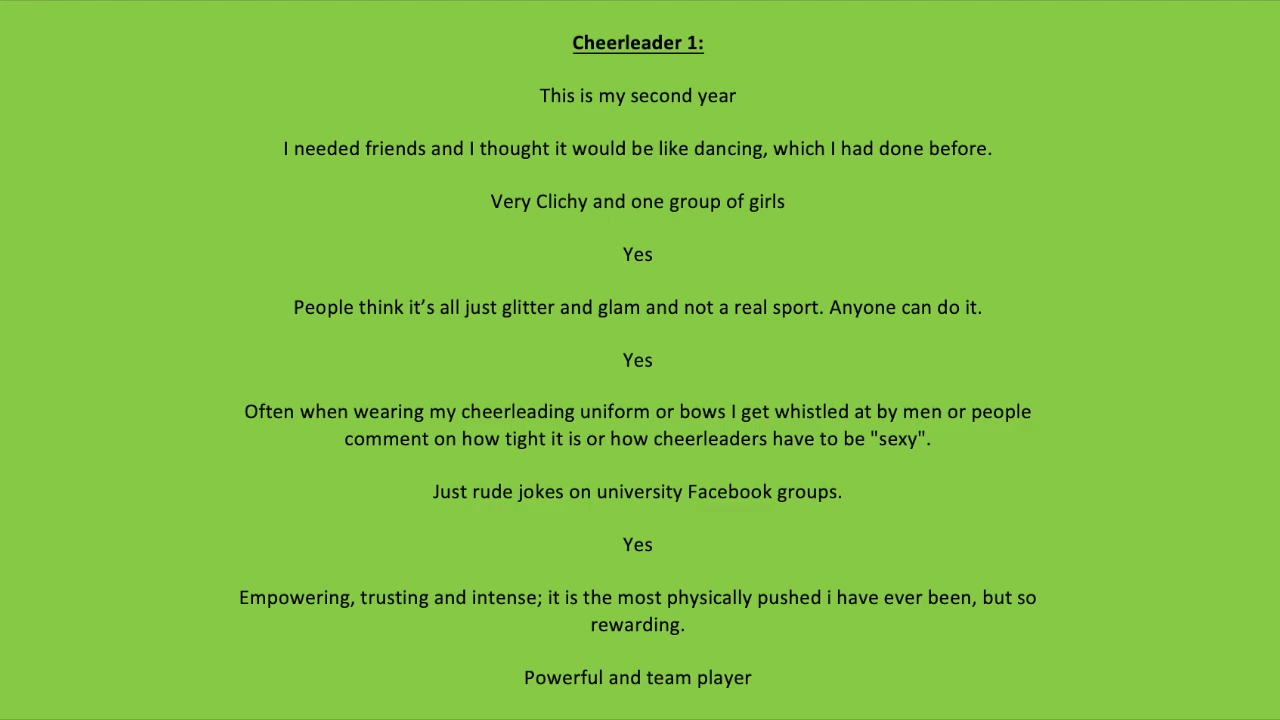 Cheerleader 1:
This is my second year
I needed friends and I thought it would be like dancing, which I had done before.
Very Clichy and one group of girls
Yes
People think it’s all just glitter and glam and not a real sport. Anyone can do it.
Yes
Often when wearing my cheerleading uniform or bows I get whistled at by men or people
comment on how tight it is or how cheerleaders have to be "sexy".
Just rude jokes on university Facebook groups.
Yes
Empowering, trusting and intense; it is the most physically pushed i have ever been, but so
rewarding.
Powerful and team player